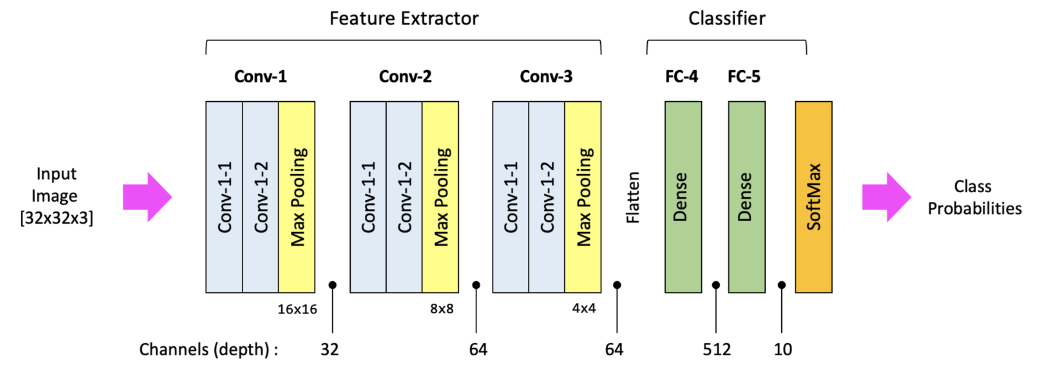 Feature Extractor
Classifier
Conv-1
Conv-2
Conv-3
FC-4
FC-5
Input
Image
[32x32x3]
Conv-1-1
Conv-1-2
Max Pooling
Conv-1-1
Conv-1-2
Max Pooling
Conv-1-1
Conv-1-2
Max Pooling
Flatten
Dense
Dense
SoftMax
Class
Probabilities
16x16
8x8
4x4
Channels (depth) : 32 64 64 512 10